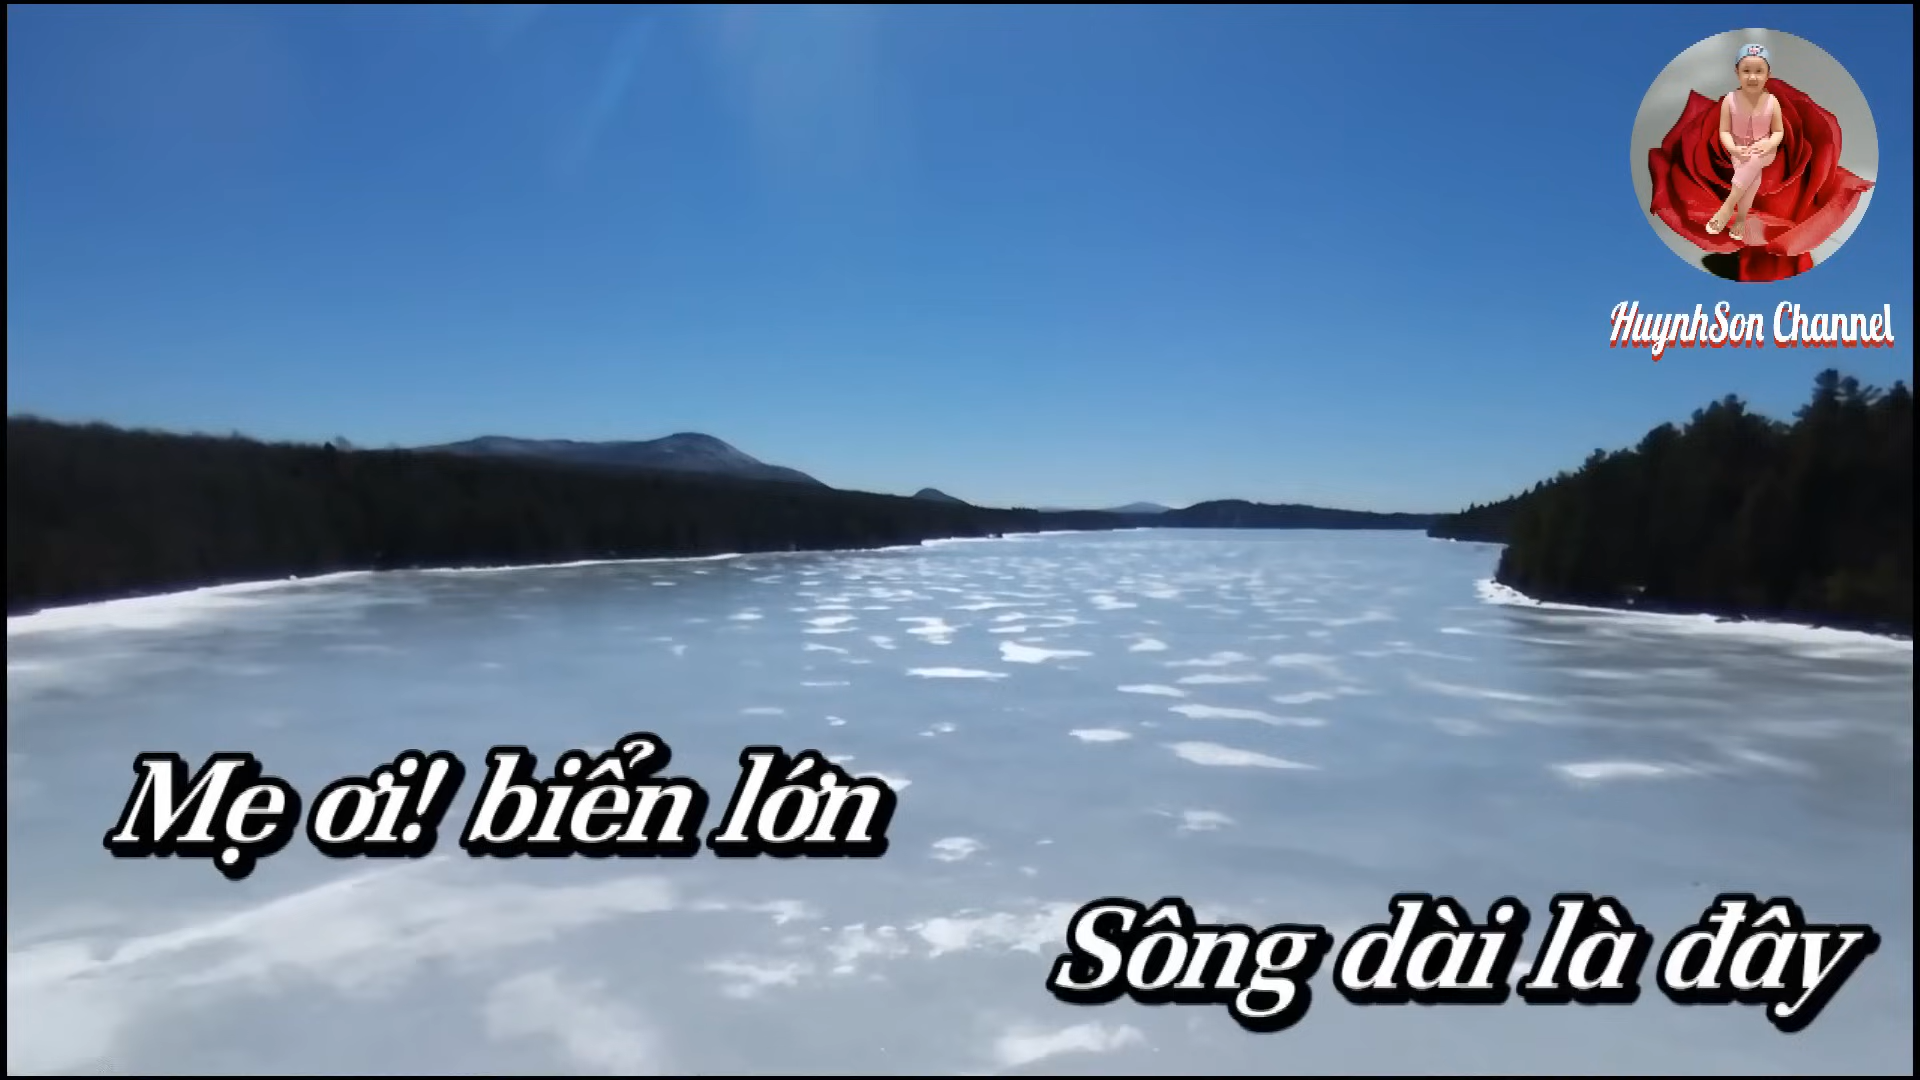 HuynhSon Channel
Mẹ ơi! biển lớn
Sông dài là đây